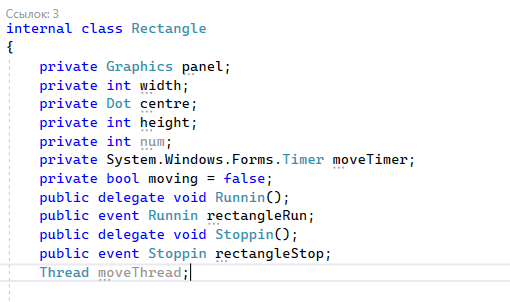 Ссылок: 3
internal class Rectangle
{
private Graphics panel;
private int width;
private Dot centre;
private int height;
private int num;
private System.Windows.Forms.Timer moveTimer;
private bool moving = false;
public delegate void Runnin();
public event Runnin rectangleRun;
public delegate void Stoppin();
public event Stoppin rectangleStop;
Thread moveThread;